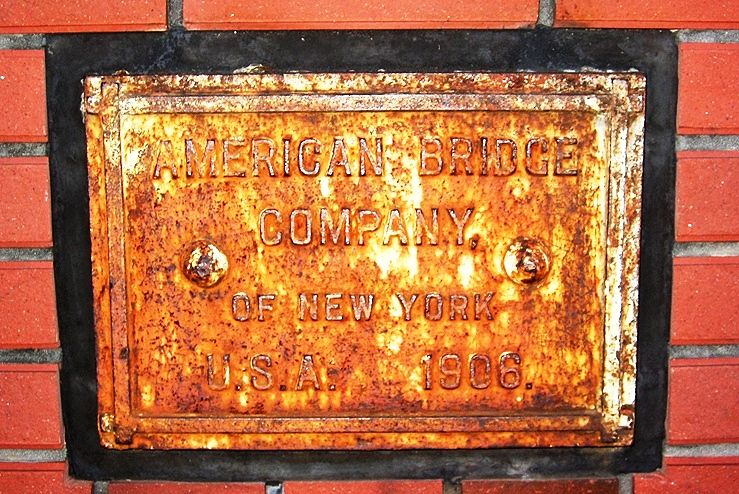 AMERICAN BRIDGE
COMPANY,
OF NEW YORK
U.S.A. 1906.